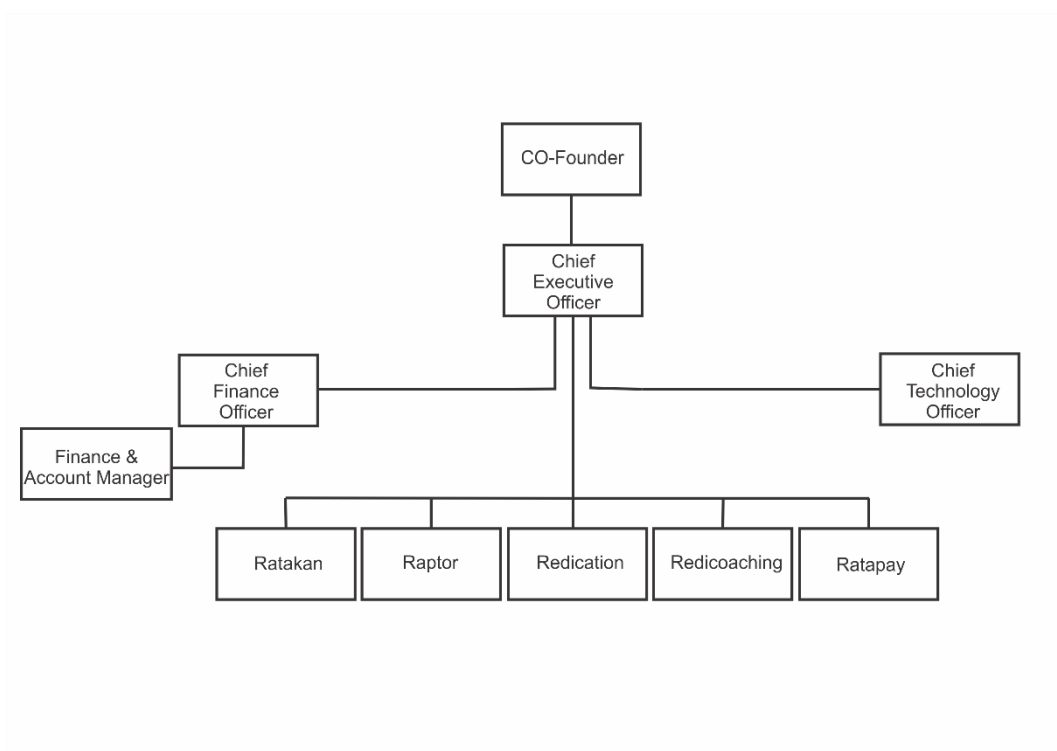 CO-Founder
Chief
Executive
Officer
Chief
Finance
Officer
Chief
Technology
Officer
Finance &
Account Manager
Ratakan
Raptor
Redication
Redicoaching
Ratapay